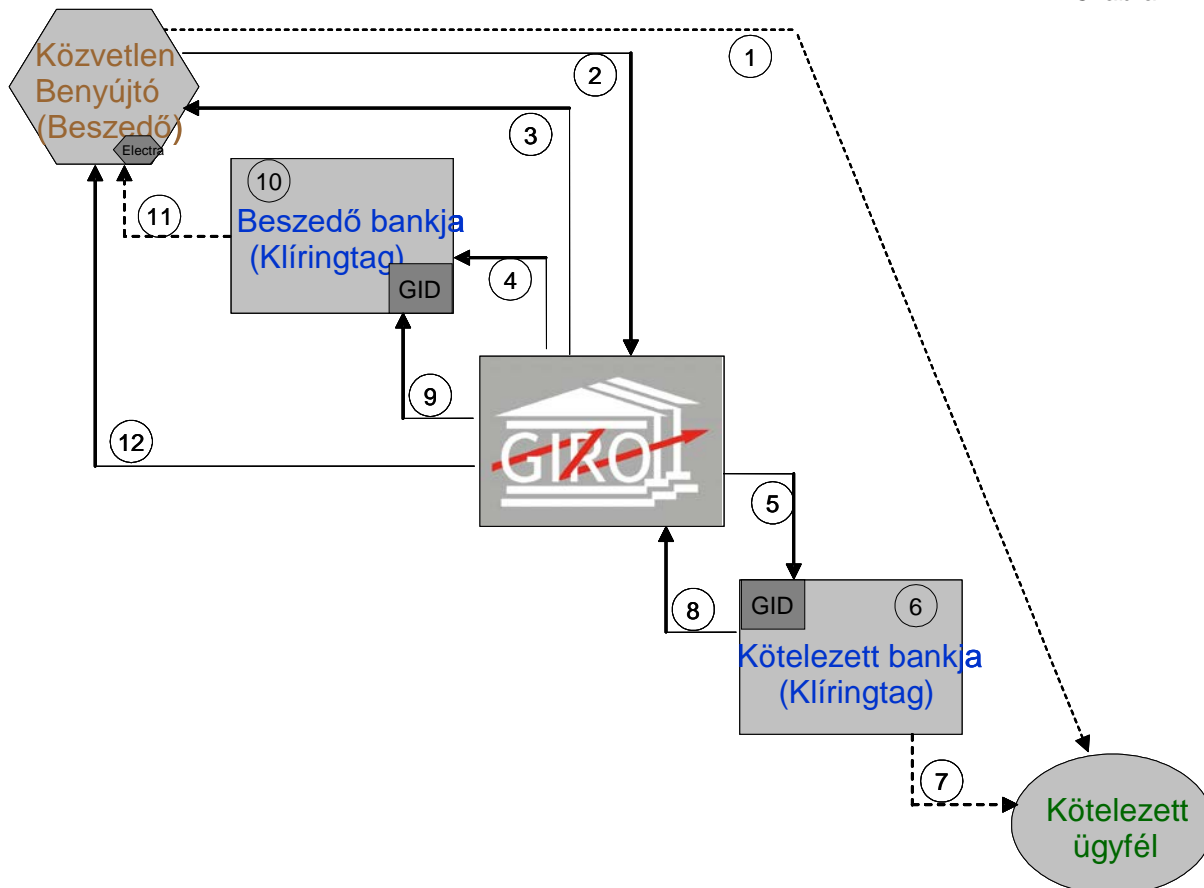 Közvetlen
Benyújtó
(Beszedő)
Electra
1
2
3
10
Beszedő bankja
(Klíringtag)
GID
11
4
9
12
GIRO
5
8
GID
6
Kötelezett bankja
(Klíringtag)
7
Kötelezett
ügyfél